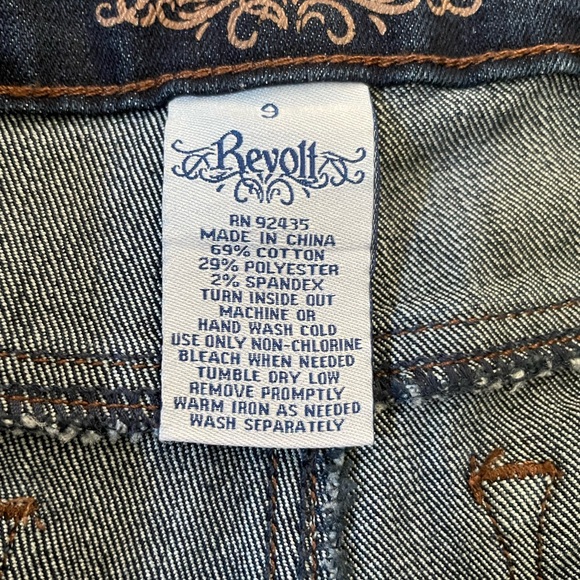 9
Revolt
RN 92435
MADE IN CHINA
69% COTTON
29% POLYESTER
2% SPANDEX
TURN INSIDE OUT
MACHINE OR
HAND WASH COLD
USE ONLY NON-CHLORINE
BLEACH WHEN NEEDED
TUMBLE DRY LOW
REMOVE PROMPTLY
WARM IRON AS NEEDED
WASH SEPARATELY